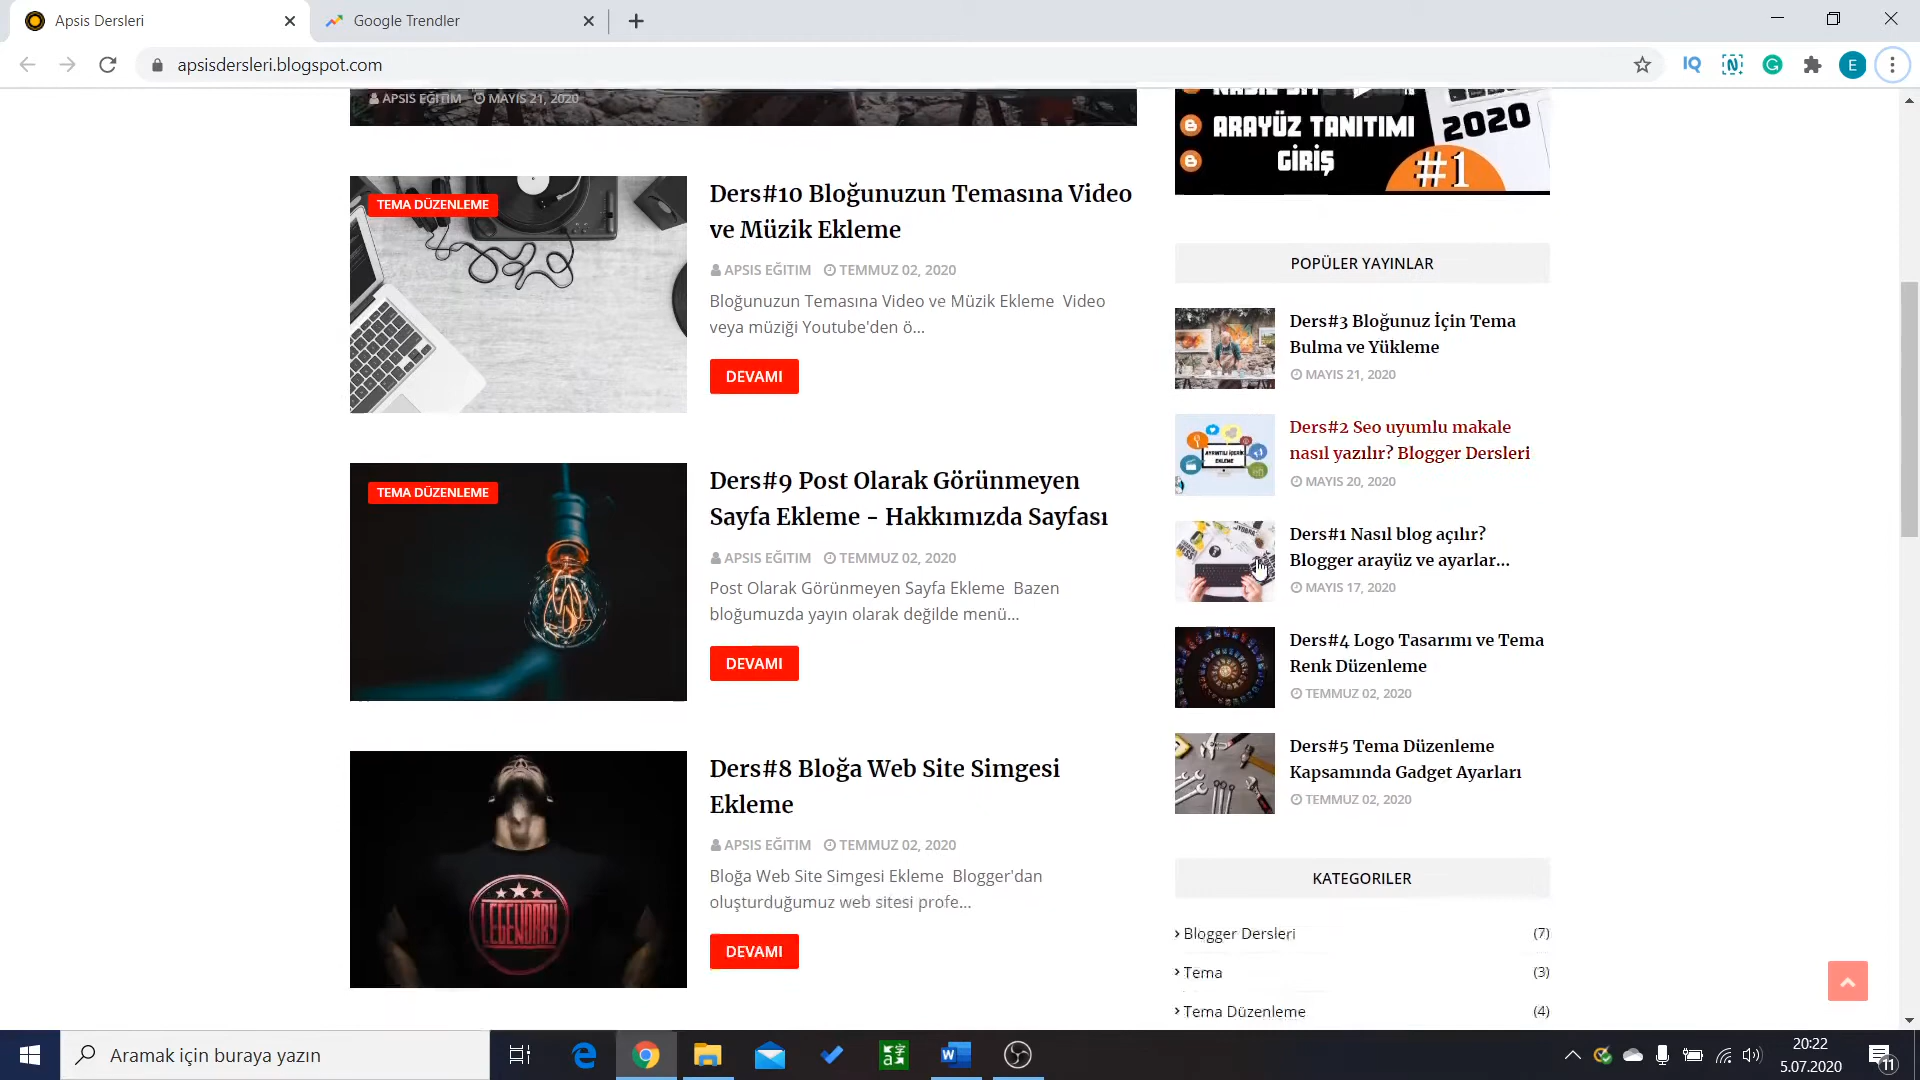 Apsis Dersleri
Google Trendler
apsisdersleri.blogspot.com
IQ
E
APSIS EĞITIM MAYIS 21, 2020
ARAYÜZ TANITIMI
GİRİŞ
2020
#1
TEMA DÜZENLEME
Ders#10 Bloğunuzun Temasına Video
ve Müzik Ekleme
APSIS EĞITIM TEMMUZ 02, 2020
Bloğunuzun Temasına Video ve Müzik Ekleme Video
veya müziği Youtube'den ö...
DEVAMI
TEMA DÜZENLEME
Ders#9 Post Olarak Görünmeyen
Sayfa Ekleme - Hakkımızda Sayfası
APSIS EĞITIM TEMMUZ 02, 2020
Post Olarak Görünmeyen Sayfa Ekleme Bazen
bloğumuzda yayın olarak değilde menü...
DEVAMI
LEGENDARY
Ders#8 Bloğa Web Site Simgesi
Ekleme
APSIS EĞITIM TEMMUZ 02, 2020
Bloğa Web Site Simgesi Ekleme Blogger'dan
oluşturduğumuz web sitesi profe...
DEVAMI
POPÜLER YAYINLAR
Ders#3 Bloğunuz İçin Tema
Bulma ve Yükleme
MAYIS 21, 2020
AYRINTILI İÇERİK
EKLEME
Ders#2 Seo uyumlu makale
nasıl yazılır? Blogger Dersleri
MAYIS 20, 2020
Ders#1 Nasıl blog açılır?
Blogger arayüz ve ayarlar...
MAYIS 17, 2020
Ders#4 Logo Tasarımı ve Tema
Renk Düzenleme
TEMMUZ 02, 2020
Ders#5 Tema Düzenleme
Kapsamında Gadget Ayarları
TEMMUZ 02, 2020
KATEGORILER
Blogger Dersleri (7)
Tema (3)
Tema Düzenleme (4)
Aramak için buraya yazın
20:22
5.07.2020
11